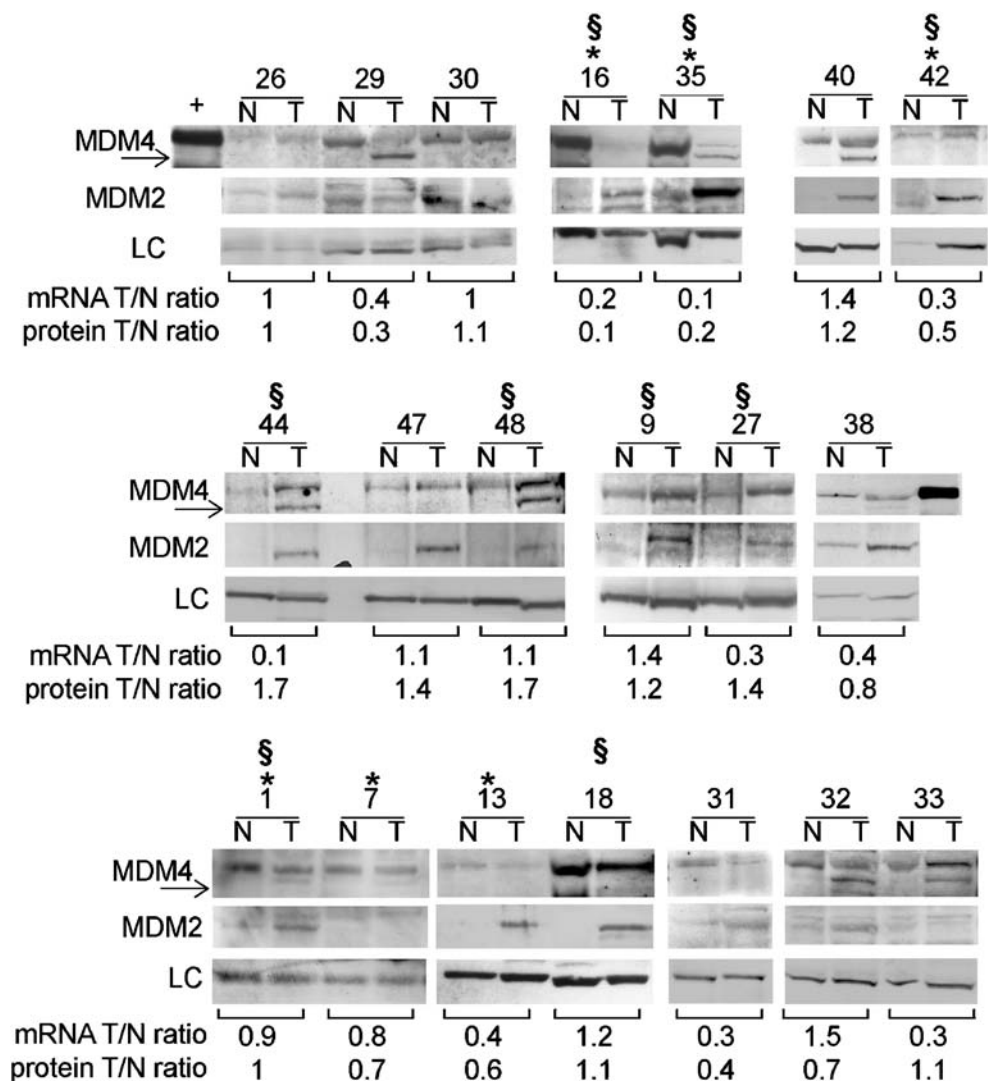 § § §
* * *
26 29 30 16 35 40 42
+ N T N T N T N T N T N T N T
MDM4
MDM2
LC
mRNA T/N ratio 1 0.4 1 0.2 0.1 1.4 0.3
protein T/N ratio 1 0.3 1.1 0.1 0.2 1.2 0.5
§ § § §
44 47 48 9 27 38
N T N T N T N T N T N T
MDM4
MDM2
LC
mRNA T/N ratio 0.1 1.1 1.1 1.4 0.3 0.4
protein T/N ratio 1.7 1.4 1.7 1.2 1.4 0.8
§ §
* * *
1 7 13 18 31 32 33
N T N T N T N T N T N T N T
MDM4
MDM2
LC
mRNA T/N ratio 0.9 0.8 0.4 1.2 0.3 1.5 0.3
protein T/N ratio 1 0.7 0.6 1.1 0.4 0.7 1.1